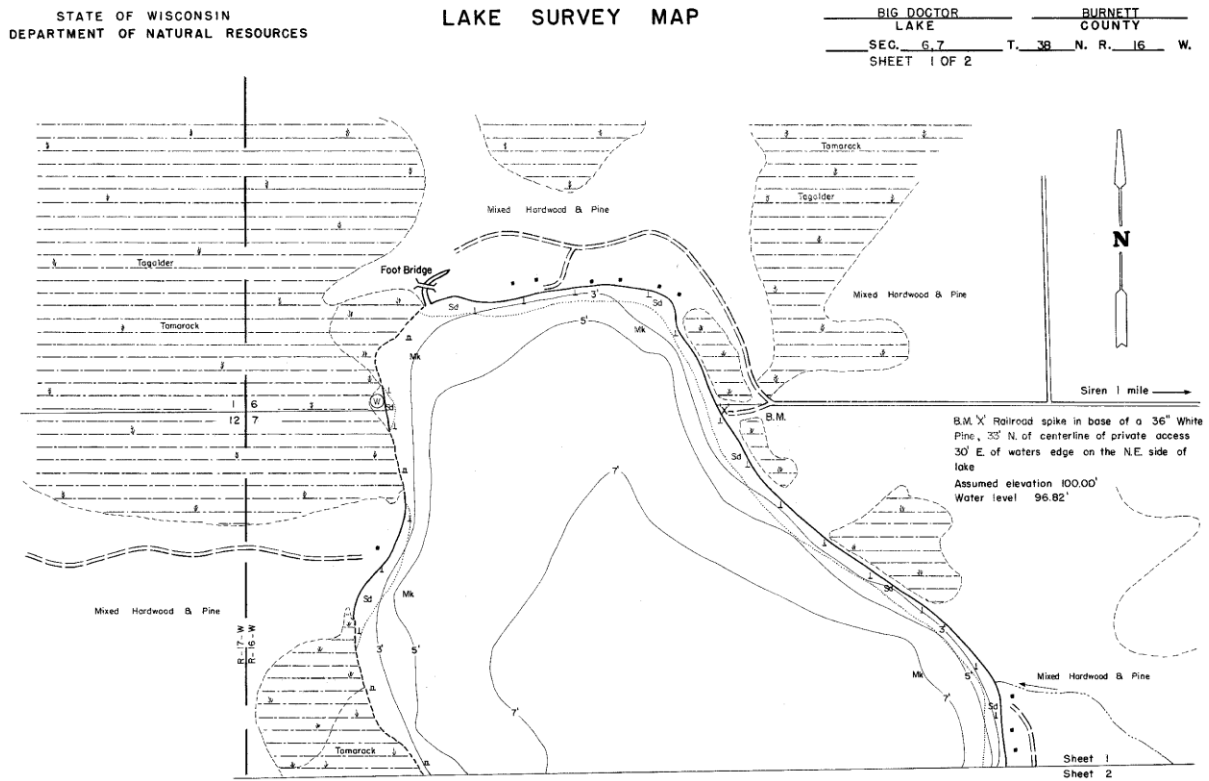 STATE OF WISCONSIN
DEPARTMENT OF NATURAL RESOURCES
LAKE SURVEY MAP
BIG DOCTOR LAKE
BURNETT COUNTY
SEC. 6,7 T. 38 N. R. 16 W.
SHEET 1 OF 2
Tamarack
Tagalder
Mixed Hardwood & Pine
N
Tagalder
Foot Bridge
Mixed Hardwood & Pine
Sd
3'
Sd
Tamarack
5'
Mk
Mk
Siren 1 mile
W
Sd
1 6
12 7
B.M.
X
B.M. 'X' Railroad spike in base of a 36" White
Pine, 33' N. of centerline of private access
30' E. of waters edge on the N.E. side of
lake
Assumed elevation 100.00'
Water level 96.82'
Sd
7'
Mixed Hardwood & Pine
Sd
Mk
Sd
3'
R-17-W
R-16-W
3'
5'
5'
Mk
Mixed Hardwood & Pine
7'
7'
Sd
Tamarack
Sheet 1
Sheet 2